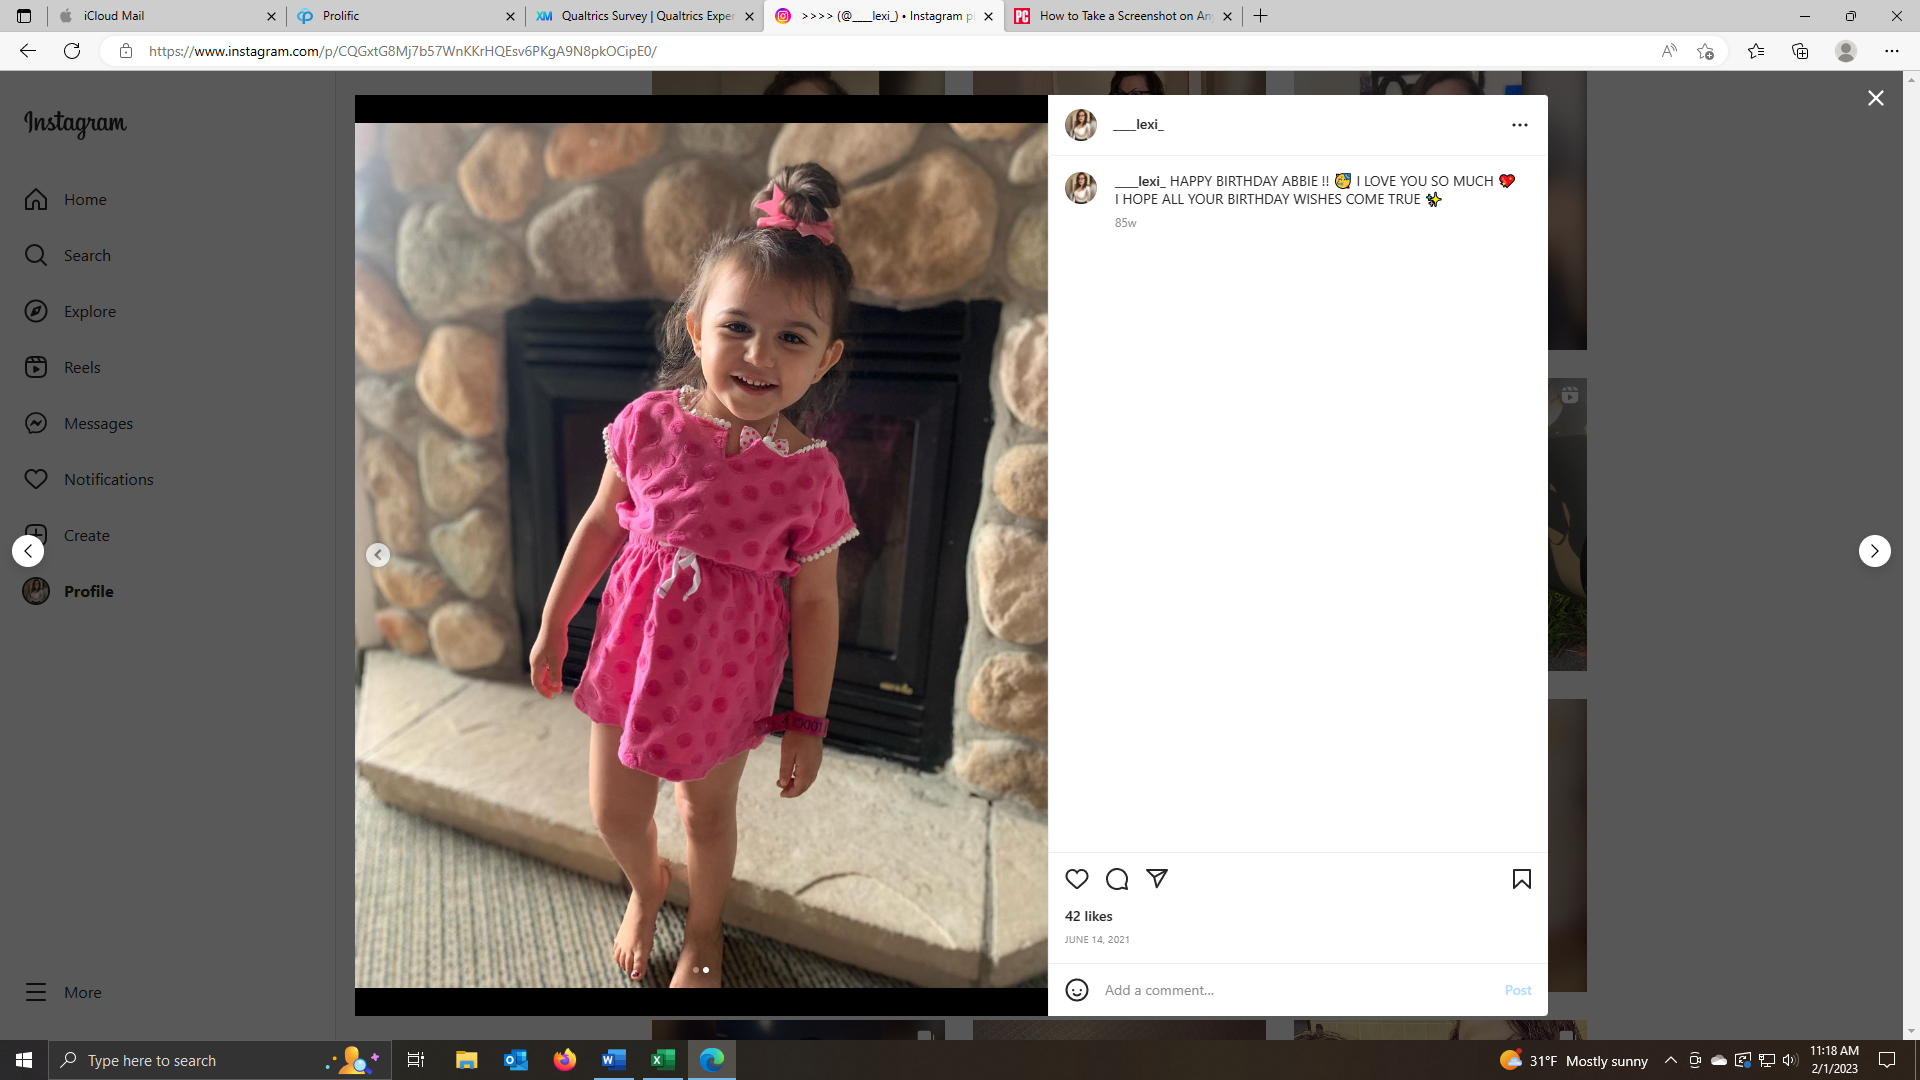 iCloud Mail
Prolific
Qualtrics Survey | Qualtrics Exper
>>>> (@____lexi_) • Instagram p
How to Take a Screenshot on An
https://www.instagram.com/p/CQGxtG8Mj7b57WnKKrHQEsv6PKgA9N8pkOCipE0/
Instagram
Home
Search
Explore
Reels
Messages
Notifications
Create
Profile
More
____lexi_
____lexi_ HAPPY BIRTHDAY ABBIE !! 🥳 I LOVE YOU SO MUCH 💖
I HOPE ALL YOUR BIRTHDAY WISHES COME TRUE ✨
85w
42 likes
JUNE 14, 2021
Add a comment...
Post
Type here to search
31°F Mostly sunny
11:18 AM
2/1/2023